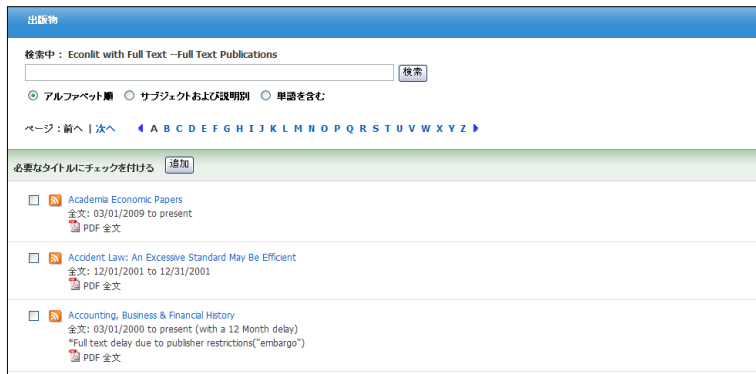 出版物
検索中： Econlit with Full Text --Full Text Publications
検索
アルファベット順 サブジェクトおよび説明別 単語を含む
ページ：前へ | 次へ A B C D E F G H I J K L M N O P Q R S T U V W X Y Z
必要なタイトルにチェックを付ける 追加
Academia Economic Papers
全文: 03/01/2009 to present
PDF 全文
Accident Law: An Excessive Standard May Be Efficient
全文: 12/01/2001 to 12/31/2001
PDF 全文
Accounting, Business & Financial History
全文: 03/01/2000 to present (with a 12 Month delay)
*Full text delay due to publisher restrictions("embargo")
PDF 全文